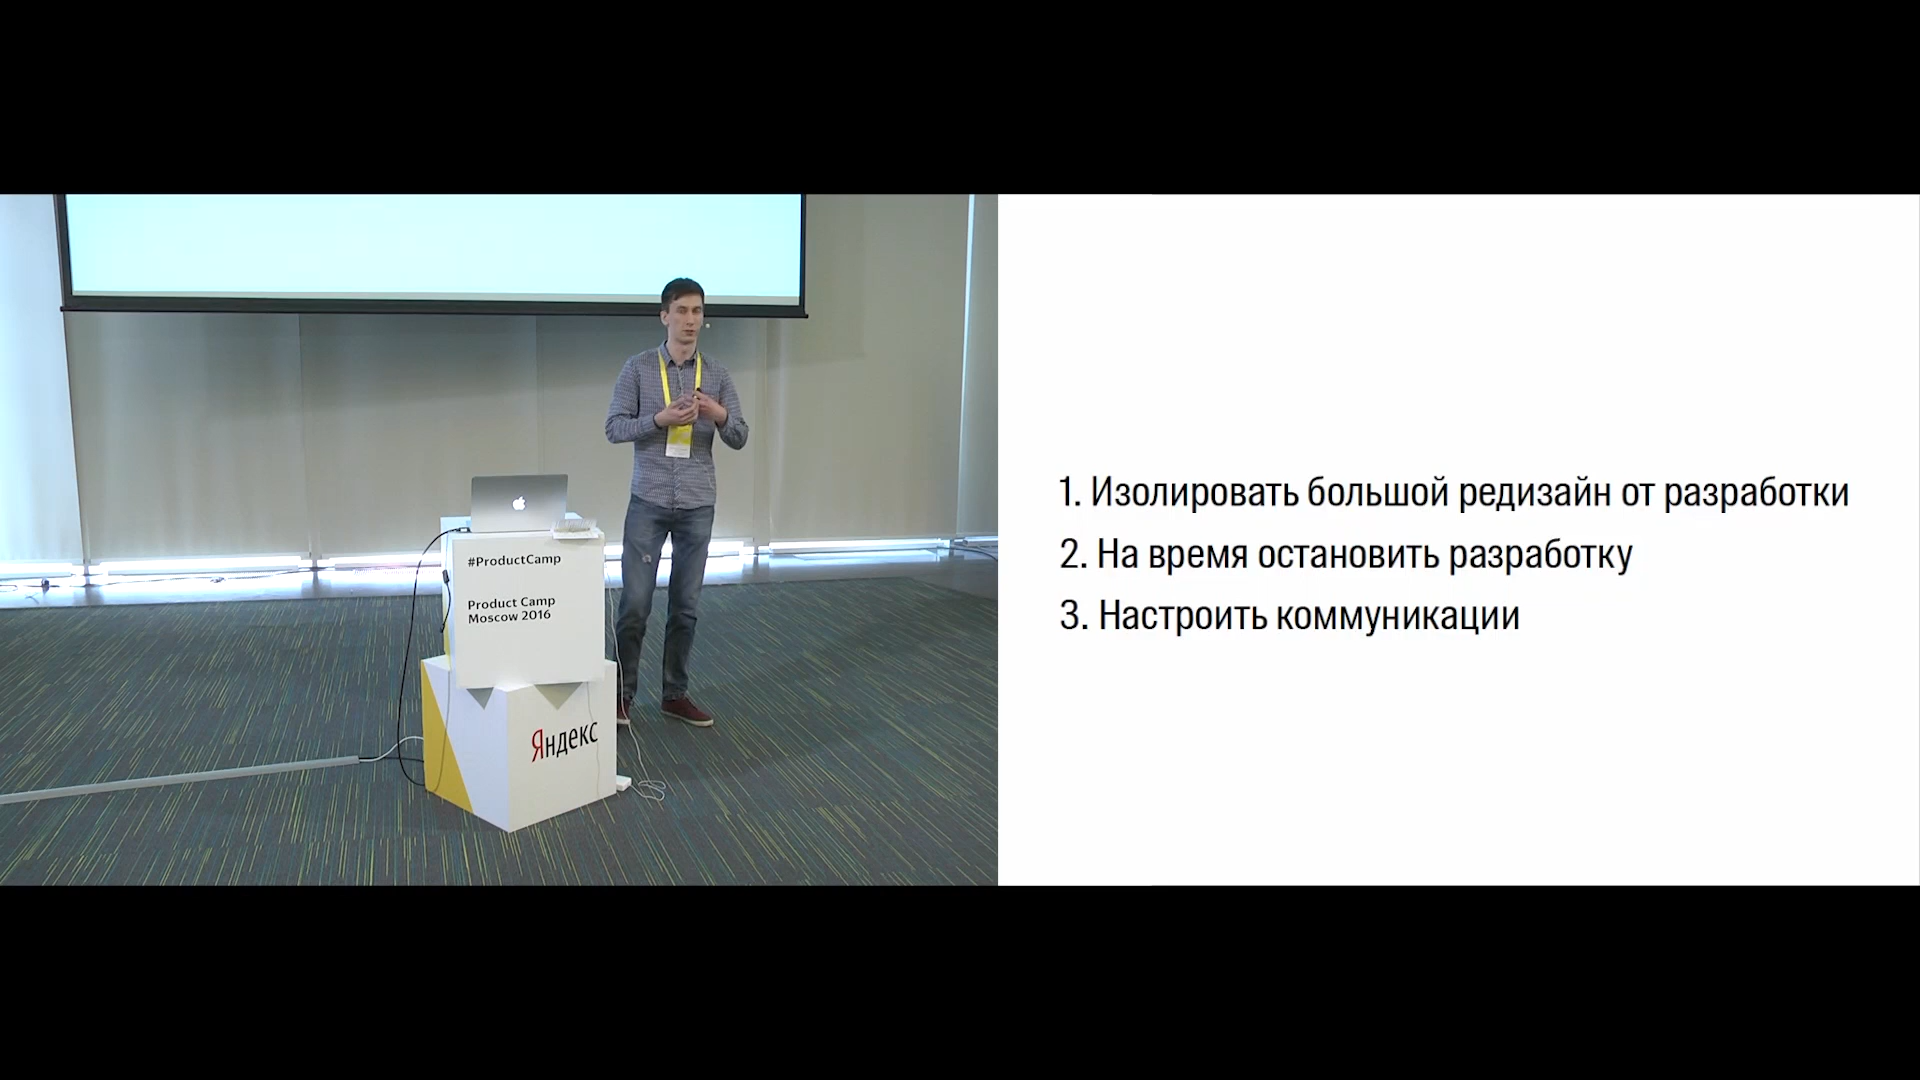 #ProductCamp
Product Camp
Moscow 2016
Яндекс
1. Изолировать большой редизайн от разработки
2. На время остановить разработку
3. Настроить коммуникации